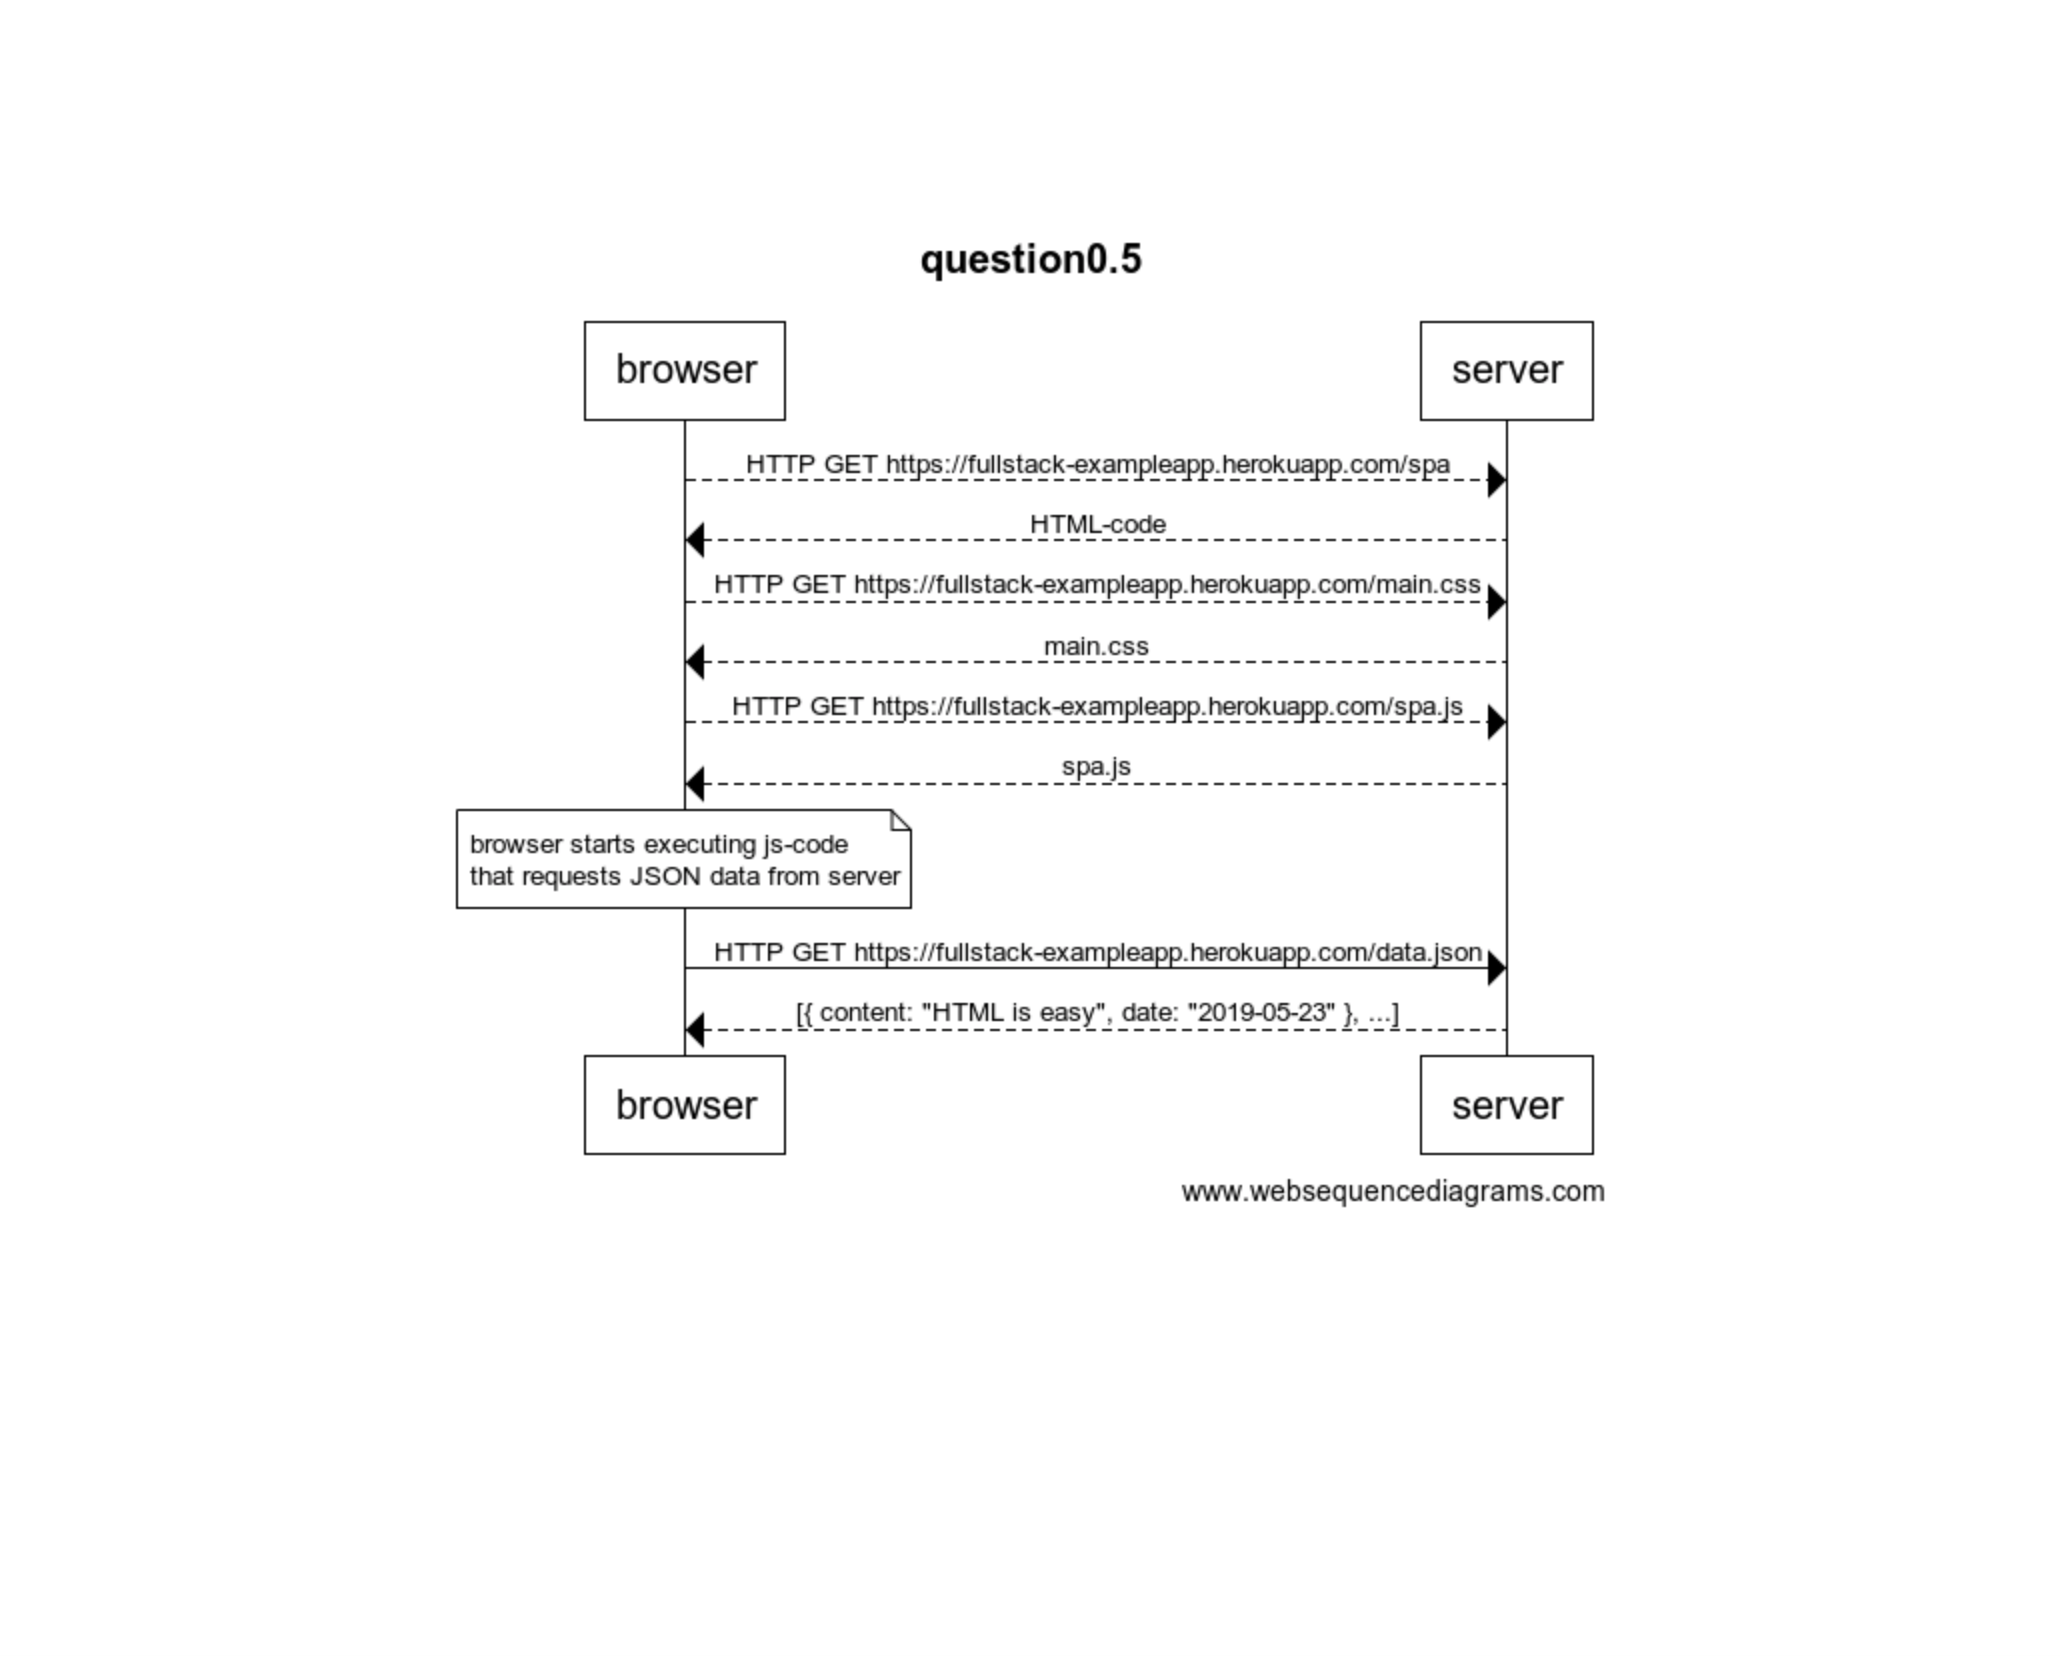 question0.5
browser
server
HTTP GET https://fullstack-exampleapp.herokuapp.com/spa
HTML-code
HTTP GET https://fullstack-exampleapp.herokuapp.com/main.css
main.css
HTTP GET https://fullstack-exampleapp.herokuapp.com/spa.js
spa.js
browser starts executing js-code
that requests JSON data from server
HTTP GET https://fullstack-exampleapp.herokuapp.com/data.json
[{ content: "HTML is easy", date: "2019-05-23" }, ...]
browser
server
www.websequencediagrams.com